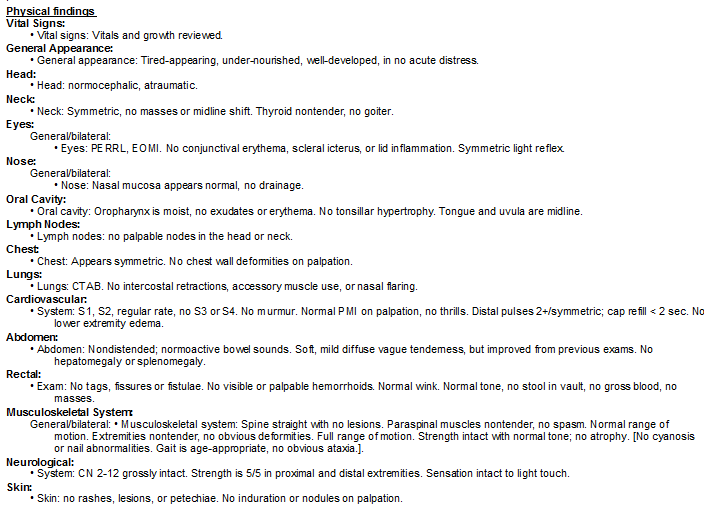 Physical findings
Vital Signs:
• Vital signs: Vitals and growth reviewed.
General Appearance:
• General appearance: Tired-appearing, under-nourished, well-developed, in no acute distress.
Head:
• Head: normocephalic, atraumatic.
Neck:
• Neck: Symmetric, no masses or midline shift. Thyroid nontender, no goiter.
Eyes:
General/bilateral:
• Eyes: PERRL, EOMI. No conjunctival erythema, scleral icterus, or lid inflammation. Symmetric light reflex.
Nose:
General/bilateral:
• Nose: Nasal mucosa appears normal, no drainage.
Oral Cavity:
• Oral cavity: Oropharynx is moist, no exudates or erythema. No tonsillar hypertrophy. Tongue and uvula are midline.
Lymph Nodes:
• Lymph nodes: no palpable nodes in the head or neck.
Chest:
• Chest: Appears symmetric. No chest wall deformities on palpation.
Lungs:
• Lungs: CTAB. No intercostal retractions, accessory muscle use, or nasal flaring.
Cardiovascular:
• System: S1, S2, regular rate, no S3 or S4. No murmur. Normal PMI on palpation, no thrills. Distal pulses 2+/symmetric; cap refill < 2 sec. No
lower extremity edema.
Abdomen:
• Abdomen: Nondistended; normoactive bowel sounds. Soft, mild diffuse vague tenderness, but improved from previous exams. No
hepatomegaly or splenomegaly.
Rectal:
• Exam: No tags, fissures or fistulae. No visible or palpable hemorrhoids. Normal wink. Normal tone, no stool in vault, no gross blood, no
masses.
Musculoskeletal System:
General/bilateral: • Musculoskeletal system: Spine straight with no lesions. Paraspinal muscles nontender, no spasm. Normal range of
motion. Extremities nontender, no obvious deformities. Full range of motion. Strength intact with normal tone; no atrophy. [No cyanosis
or nail abnormalities. Gait is age-appropriate, no obvious ataxia.].
Neurological:
• System: CN 2-12 grossly intact. Strength is 5/5 in proximal and distal extremities. Sensation intact to light touch.
Skin:
• Skin: no rashes, lesions, or petechiae. No induration or nodules on palpation.